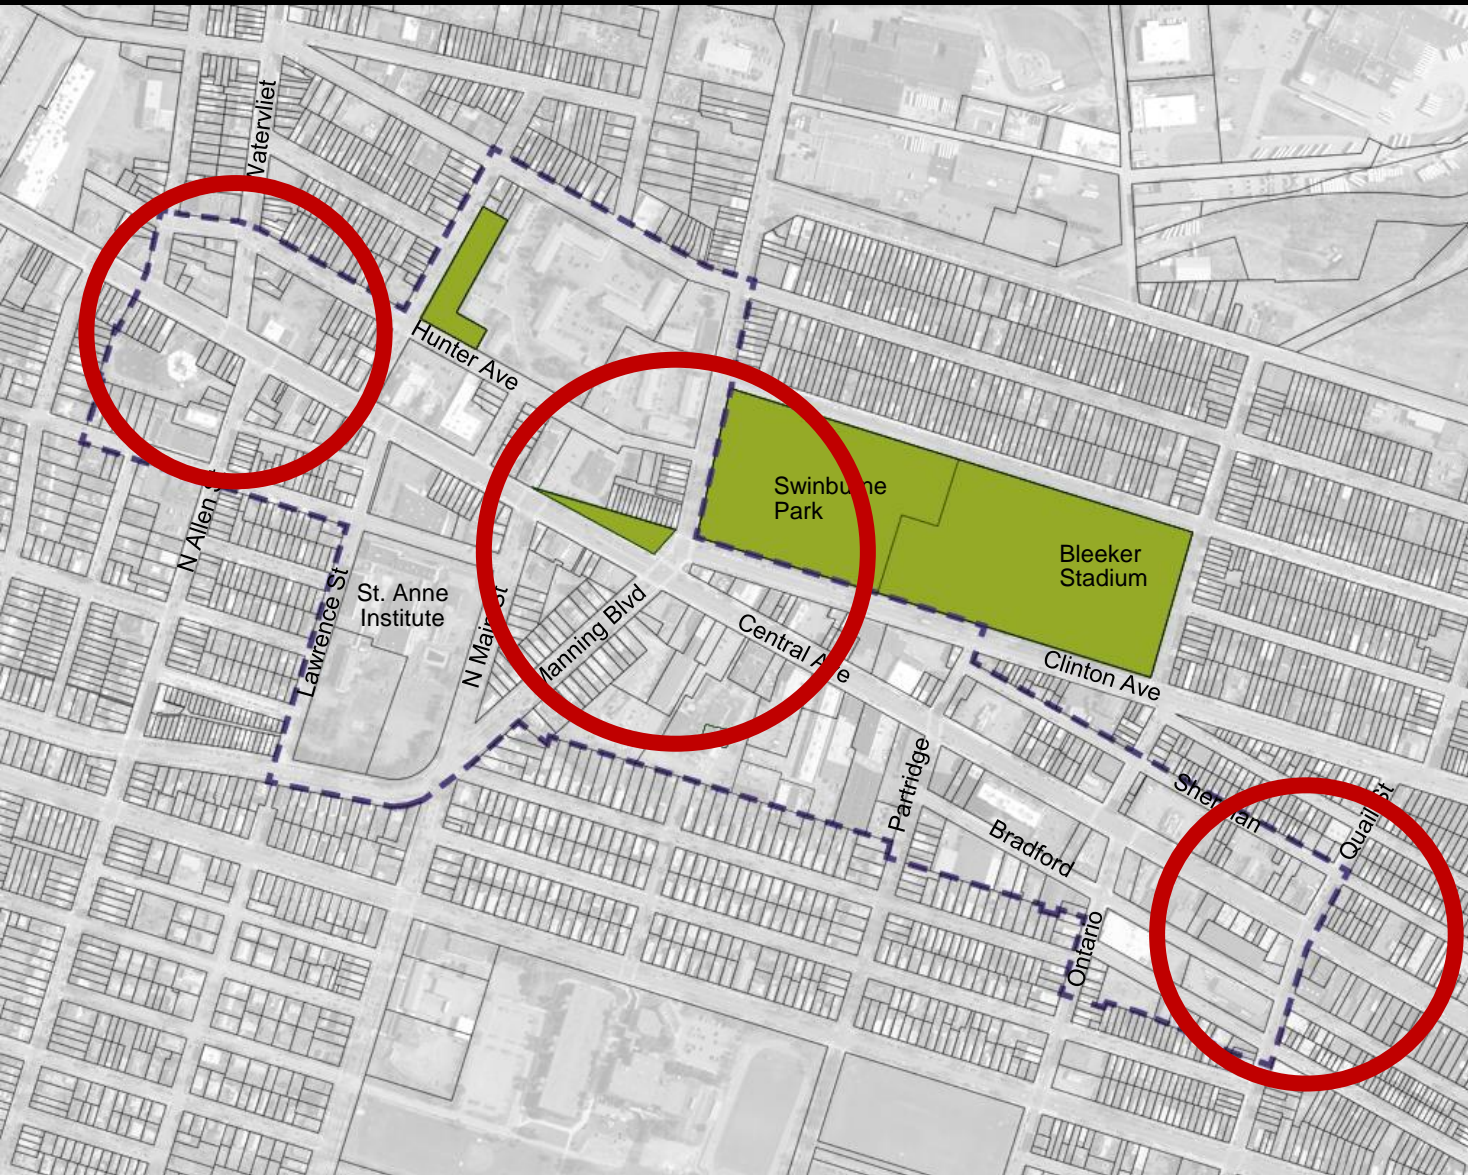 Watervliet
Hunter Ave
Swinburne
Park
Bleeker
Stadium
N Allen St
St. Anne
Institute
Lawrence St
N Main St
Manning Blvd
Central Ave
Clinton Ave
Partridge
Sherman
Quail St
Bradford
Ontario